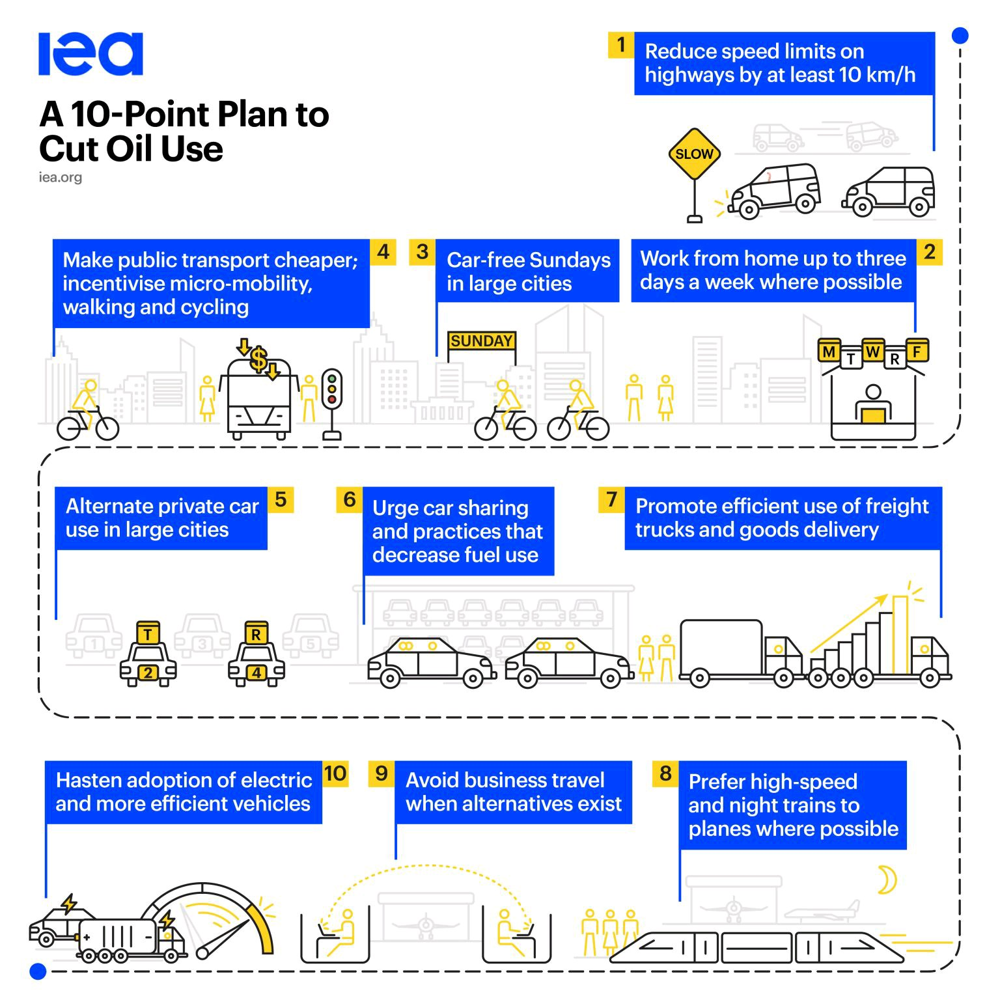 iea
A 10-Point Plan to
Cut Oil Use
iea.org
1
Reduce speed limits on
highways by at least 10 km/h
SLOW
2
Work from home up to three
days a week where possible
M T W R F
3
Car-free Sundays
in large cities
SUNDAY
4
Make public transport cheaper;
incentivise micro-mobility,
walking and cycling
$
5
Alternate private car
use in large cities
T R
1 2 3 4 5
6
Urge car sharing
and practices that
decrease fuel use
7
Promote efficient use of freight
trucks and goods delivery
8
Prefer high-speed
and night trains to
planes where possible
9
Avoid business travel
when alternatives exist
10
Hasten adoption of electric
and more efficient vehicles
+ -